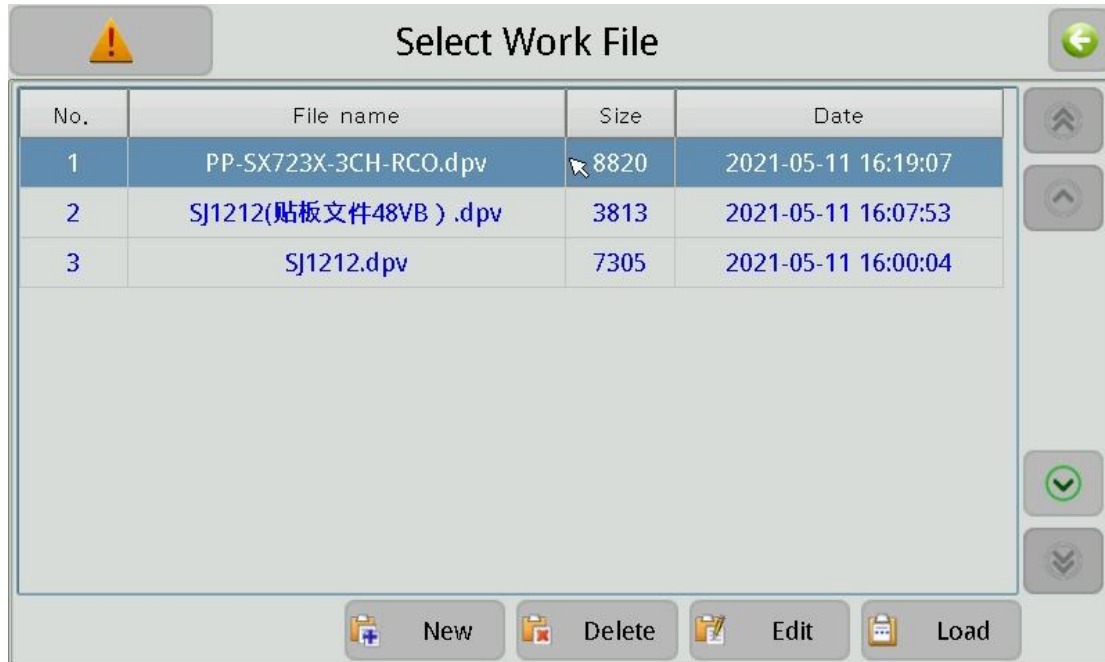 Select Work File
No. File name Size Date
1 PP-SX723X-3CH-RCO.dpv 8820 2021-05-11 16:19:07
2 SJ1212(贴板文件48VB）.dpv 3813 2021-05-11 16:07:53
3 SJ1212.dpv 7305 2021-05-11 16:00:04
New Delete Edit Load